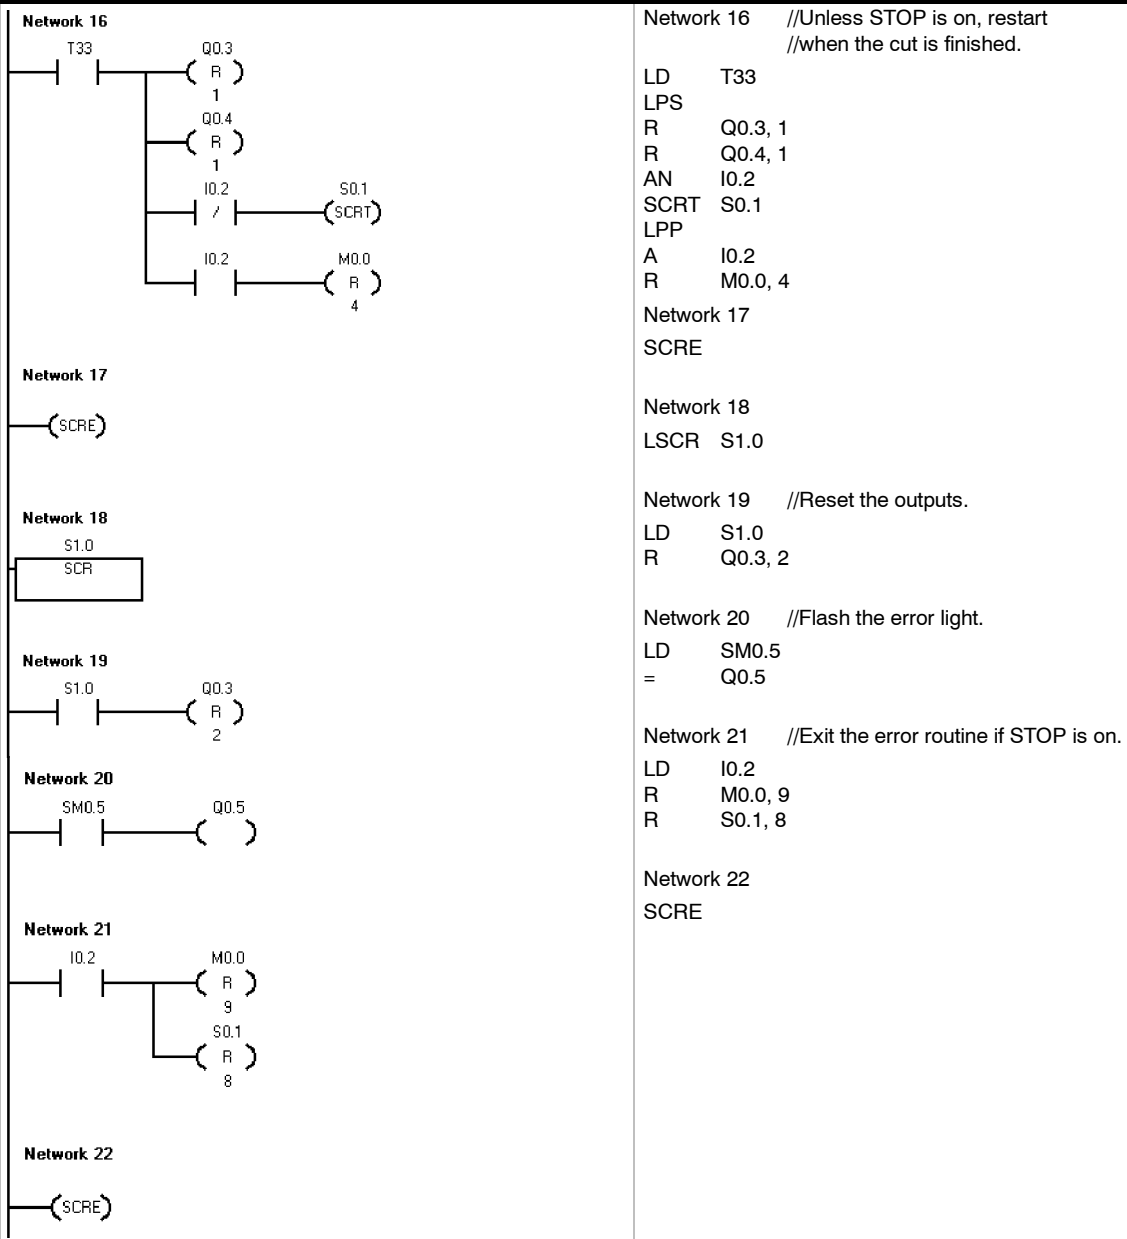 Network 16
T33
Q0.3
R
1
Q0.4
R
1
I0.2
/
S0.1
SCRT
I0.2
M0.0
R
4
Network 17
SCRE
Network 18
S1.0
SCR
Network 19
S1.0
Q0.3
R
2
Network 20
SM0.5
Q0.5
Network 21
I0.2
M0.0
R
9
S0.1
R
8
Network 22
SCRE
Network 16 //Unless STOP is on, restart
//when the cut is finished.
LD T33
LPS
R Q0.3, 1
R Q0.4, 1
AN I0.2
SCRT S0.1
LPP
A I0.2
R M0.0, 4
Network 17
SCRE
Network 18
LSCR S1.0
Network 19 //Reset the outputs.
LD S1.0
R Q0.3, 2
Network 20 //Flash the error light.
LD SM0.5
= Q0.5
Network 21 //Exit the error routine if STOP is on.
LD I0.2
R M0.0, 9
R S0.1, 8
Network 22
SCRE